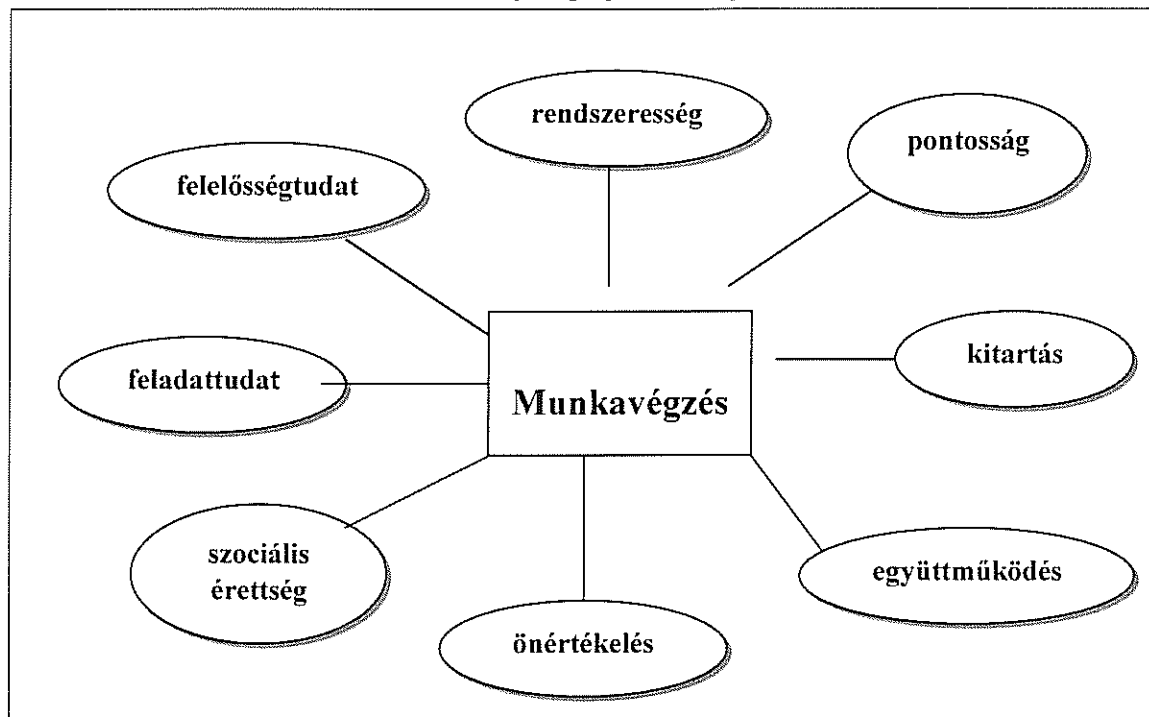 rendszeresség
pontosság
felelősségtudat
kitartás
feladattudat
Munkavégzés
szociális
érettség
együttműködés
önértékelés